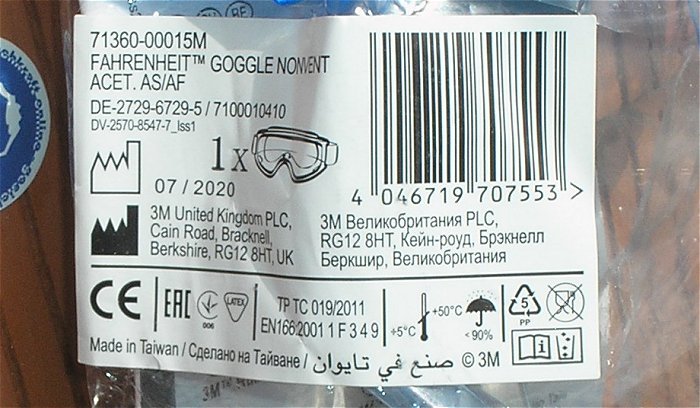 71360-00015M
FAHRENHEIT™ GOGGLE NONVENT
ACET. AS/AF
DE-2729-6729-5 / 7100010410
DV-2570-8547-7_Iss1
1x
07 / 2020
4 046719 707553 >
3M United Kingdom PLC,
Cain Road, Bracknell,
Berkshire, RG12 8HT, UK
3M Великобритания PLC,
RG12 8HT, Кейн-роуд, Брэкнелл
Беркшир, Великобритания
CE EAC 006 LATEX
TP TC 019/2011
EN166:2001 1 F 3 4 9
+5°C +50°C
< 90%
5
PP
Made in Taiwan / Сделано на Тайване / صنع في تايوان © 3M
3M™